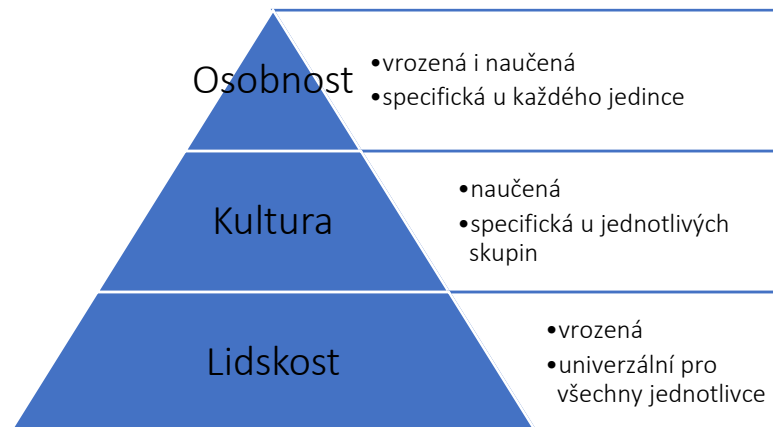 Osobnost
•vrozená i naučená
•specifická u každého jedince
Kultura
•naučená
•specifická u jednotlivých
skupin
Lidskost
•vrozená
•univerzální pro
všechny jednotlivce